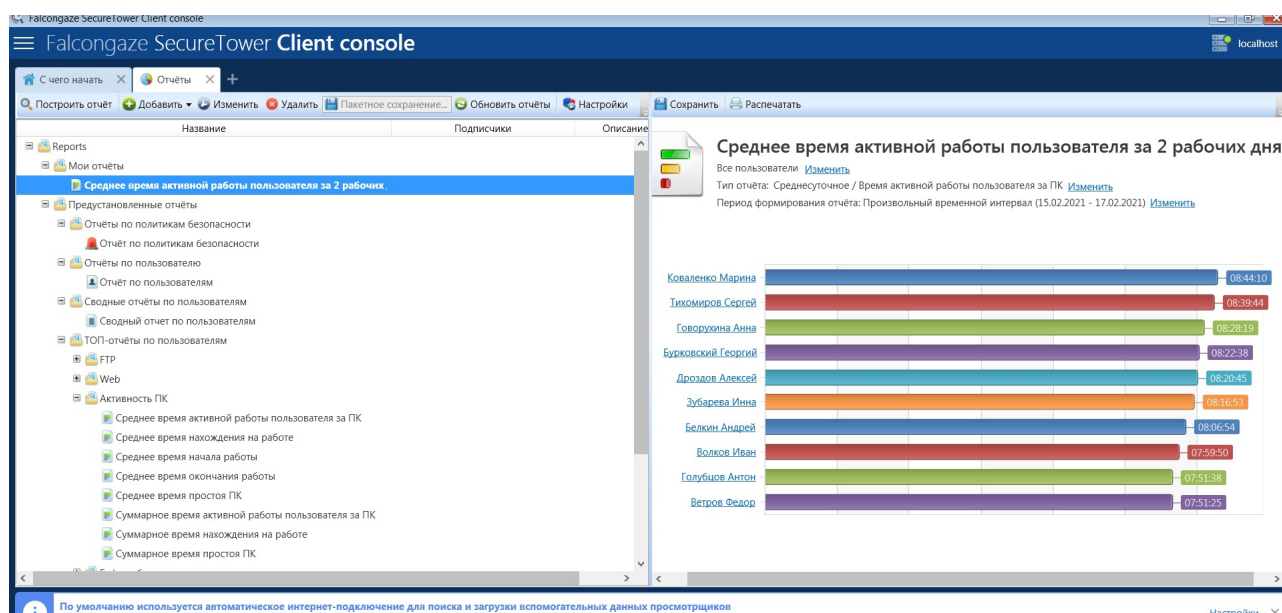 Falcongaze SecureTower Client console
Falcongaze SecureTower Client console
localhost
С чего начать
Отчёты
Построить отчёт Добавить Изменить Удалить Пакетное сохранение... Обновить отчёты Настройки
Сохранить Распечатать
Название Подписчики Описание
Reports
Мои отчёты
Среднее время активной работы пользователя за 2 рабочих
Предустановленные отчёты
Отчёты по политикам безопасности
Отчёт по политикам безопасности
Отчёты по пользователю
Отчёт по пользователям
Сводные отчёты по пользователям
Сводный отчет по пользователям
ТОП-отчёты по пользователям
FTP
Web
Активность ПК
Среднее время активной работы пользователя за ПК
Среднее время нахождения на работе
Среднее время начала работы
Среднее время окончания работы
Среднее время простоя ПК
Суммарное время активной работы пользователя за ПК
Суммарное время нахождения на работе
Суммарное время простоя ПК
Среднее время активной работы пользователя за 2 рабочих дня
Все пользователи Изменить
Тип отчёта: Среднесуточное / Время активной работы пользователя за ПК Изменить
Период формирования отчёта: Произвольный временной интервал (15.02.2021 - 17.02.2021) Изменить
Коваленко Марина 08:44:10
Тихомиров Сергей 08:39:44
Говорухина Анна 08:28:19
Бурковский Георгий 08:22:38
Дроздов Алексей 08:20:45
Зубарева Инна 08:16:53
Белкин Андрей 08:06:54
Волков Иван 07:59:50
Голубцов Антон 07:51:38
Ветров Федор 07:51:25
По умолчанию используется автоматическое интернет-подключение для поиска и загрузки вспомогательных данных просмотрщиков
Настройки